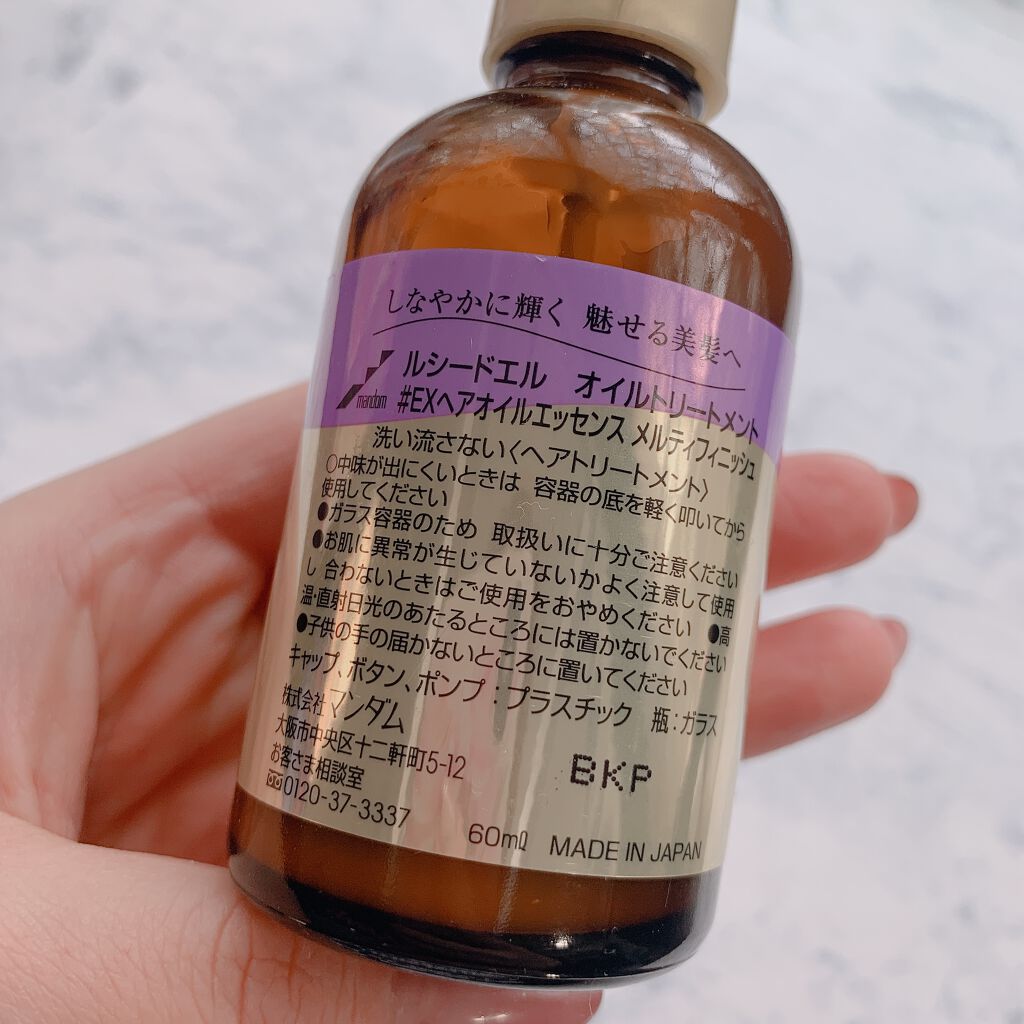 しなやかに輝く 魅せる美髪へ
mandom
ルシードエル オイルトリートメント
#EXヘアオイルエッセンス メルティフィニッシュ
洗い流さない〈ヘアトリートメント〉
○中味が出にくいときは 容器の底を軽く叩いてから
使用してください
●ガラス容器のため 取扱いに十分ご注意ください
●お肌に異常が生じていないかよく注意して使用
し 合わないときはご使用をおやめください ●高
温・直射日光のあたるところには置かないでください
●子供の手の届かないところに置いてください
キャップ、ボタン、ポンプ：プラスチック 瓶：ガラス
株式会社マンダム
大阪市中央区十二軒町5-12
お客さま相談室
0120-37-3337
BKP
60mℓ MADE IN JAPAN